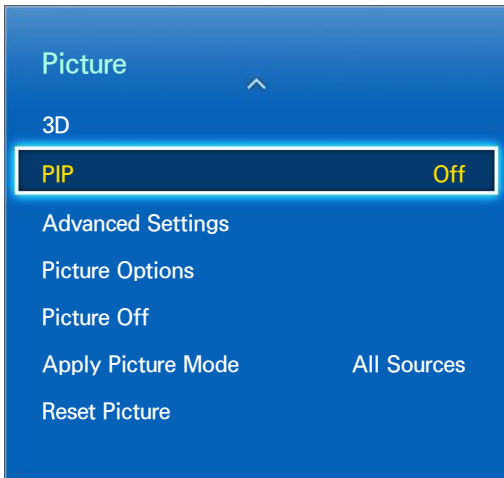 Picture
3D
PIP Off
Advanced Settings
Picture Options
Picture Off
Apply Picture Mode All Sources
Reset Picture